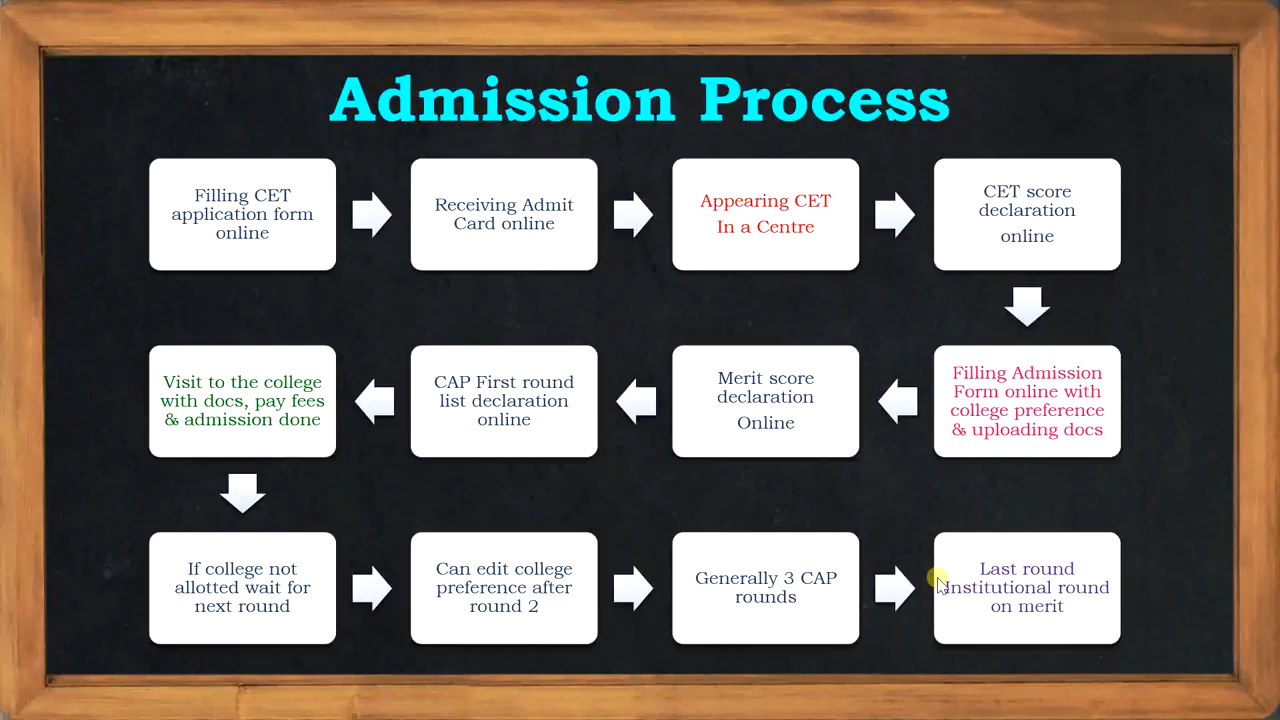 Admission Process
Filling CET
application form
online
Receiving Admit
Card online
Appearing CET
In a Centre
CET score
declaration
online
Filling Admission
Form online with
college preference
& uploading docs
Merit score
declaration
Online
CAP First round
list declaration
online
Visit to the college
with docs, pay fees
& admission done
If college not
allotted wait for
next round
Can edit college
preference after
round 2
Generally 3 CAP
rounds
Last round
institutional round
on merit